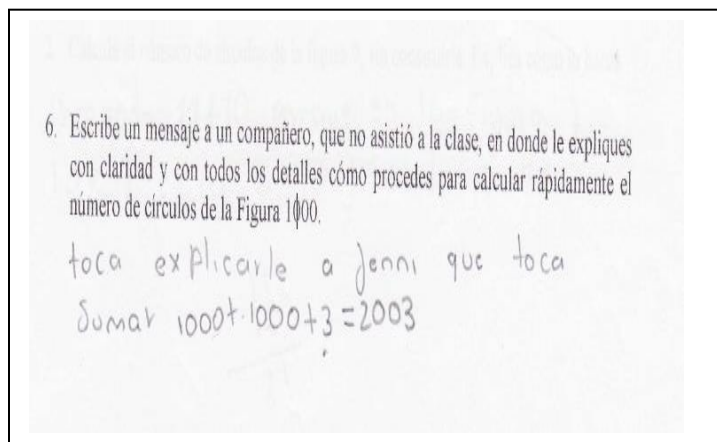 6. Escribe un mensaje a un compañero, que no asistió a la clase, en donde le expliques
con claridad y con todos los detalles cómo procedes para calcular rápidamente el
número de círculos de la Figura 1000.
toca explicarle a Jenni que toca
Sumar 1000+1000+3=2003